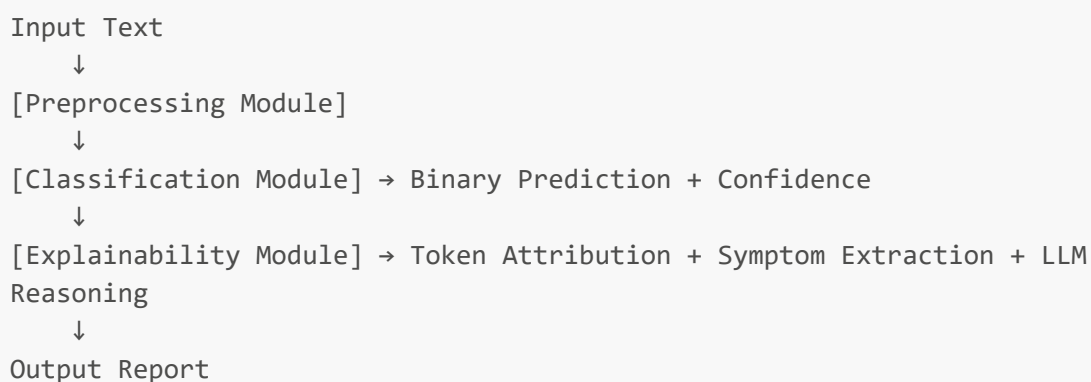 Input Text
↓
[Preprocessing Module]
↓
[Classification Module] → Binary Prediction + Confidence
↓
[Explainability Module] → Token Attribution + Symptom Extraction + LLM
Reasoning
↓
Output Report